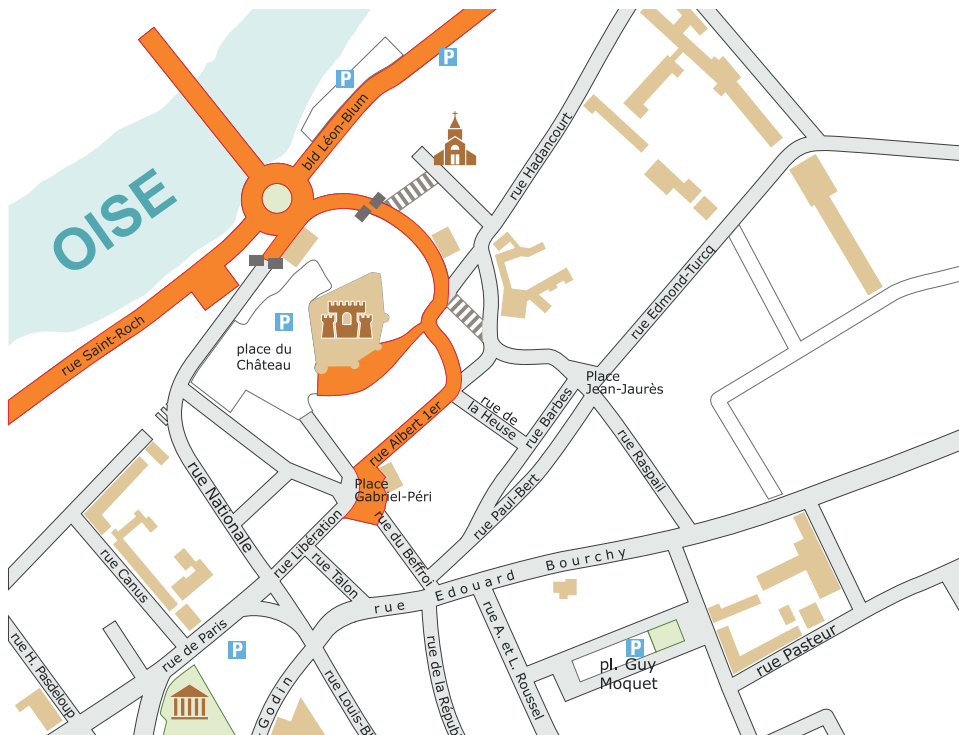 P
P
bld Léon-Blum
rue Hadancourt
OISE
rue Edmond-Turcq
P
rue Saint-Roch
place du
Château
Place
Jean-Jaurès
rue de
la Heuse
rue Barbes
rue Albert 1er
rue Raspail
Place
Gabriel-Péri
rue Nationale
rue Paul-Bert
rue Libération
rue du Beffroi
rue Talon
rue Edouard Bourchy
rue Canus
rue H. Pasdeloup
rue de Paris
P
rue A. et L. Roussel
P
pl. Guy
Moquet
rue Pasteur
Godin
rue Louis-B
rue de la Républ